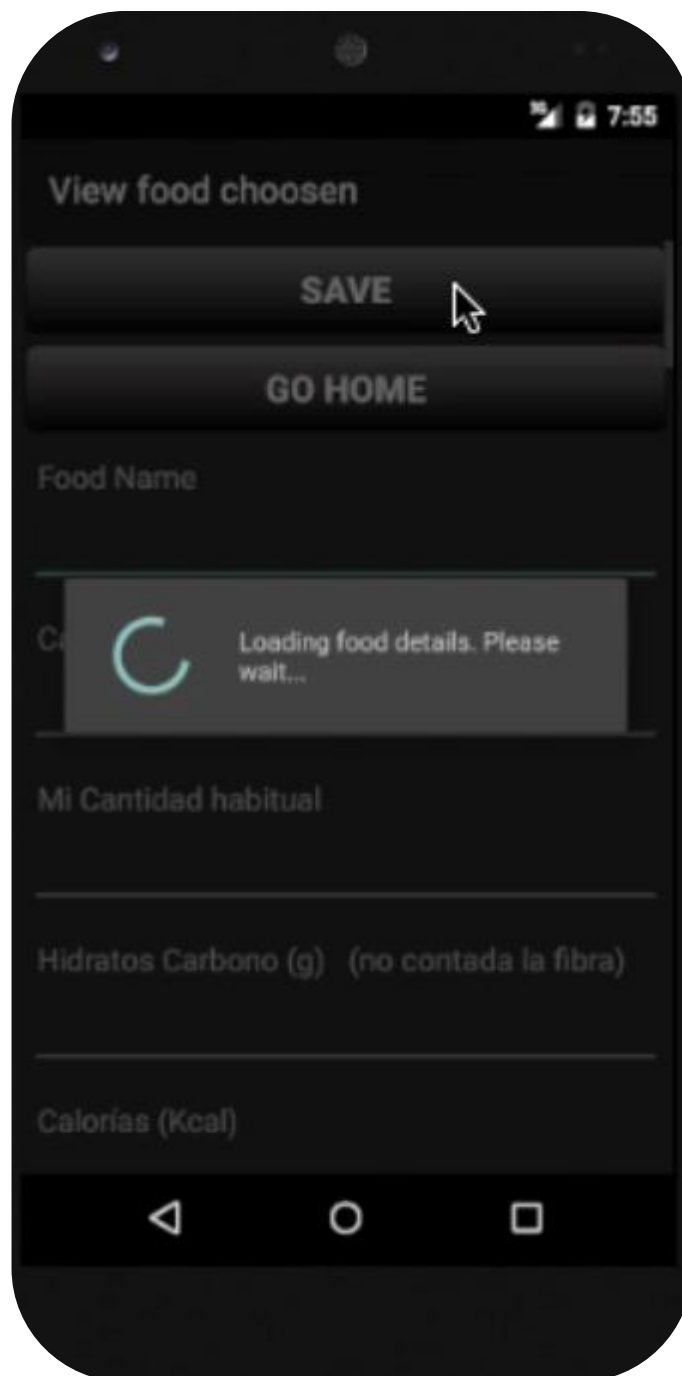 7:55
View food choosen
SAVE
GO HOME
Food Name
Loading food details. Please
wait...
Mi Cantidad habitual
Hidratos Carbono (g) (no contada la fibra)
Calorías (Kcal)